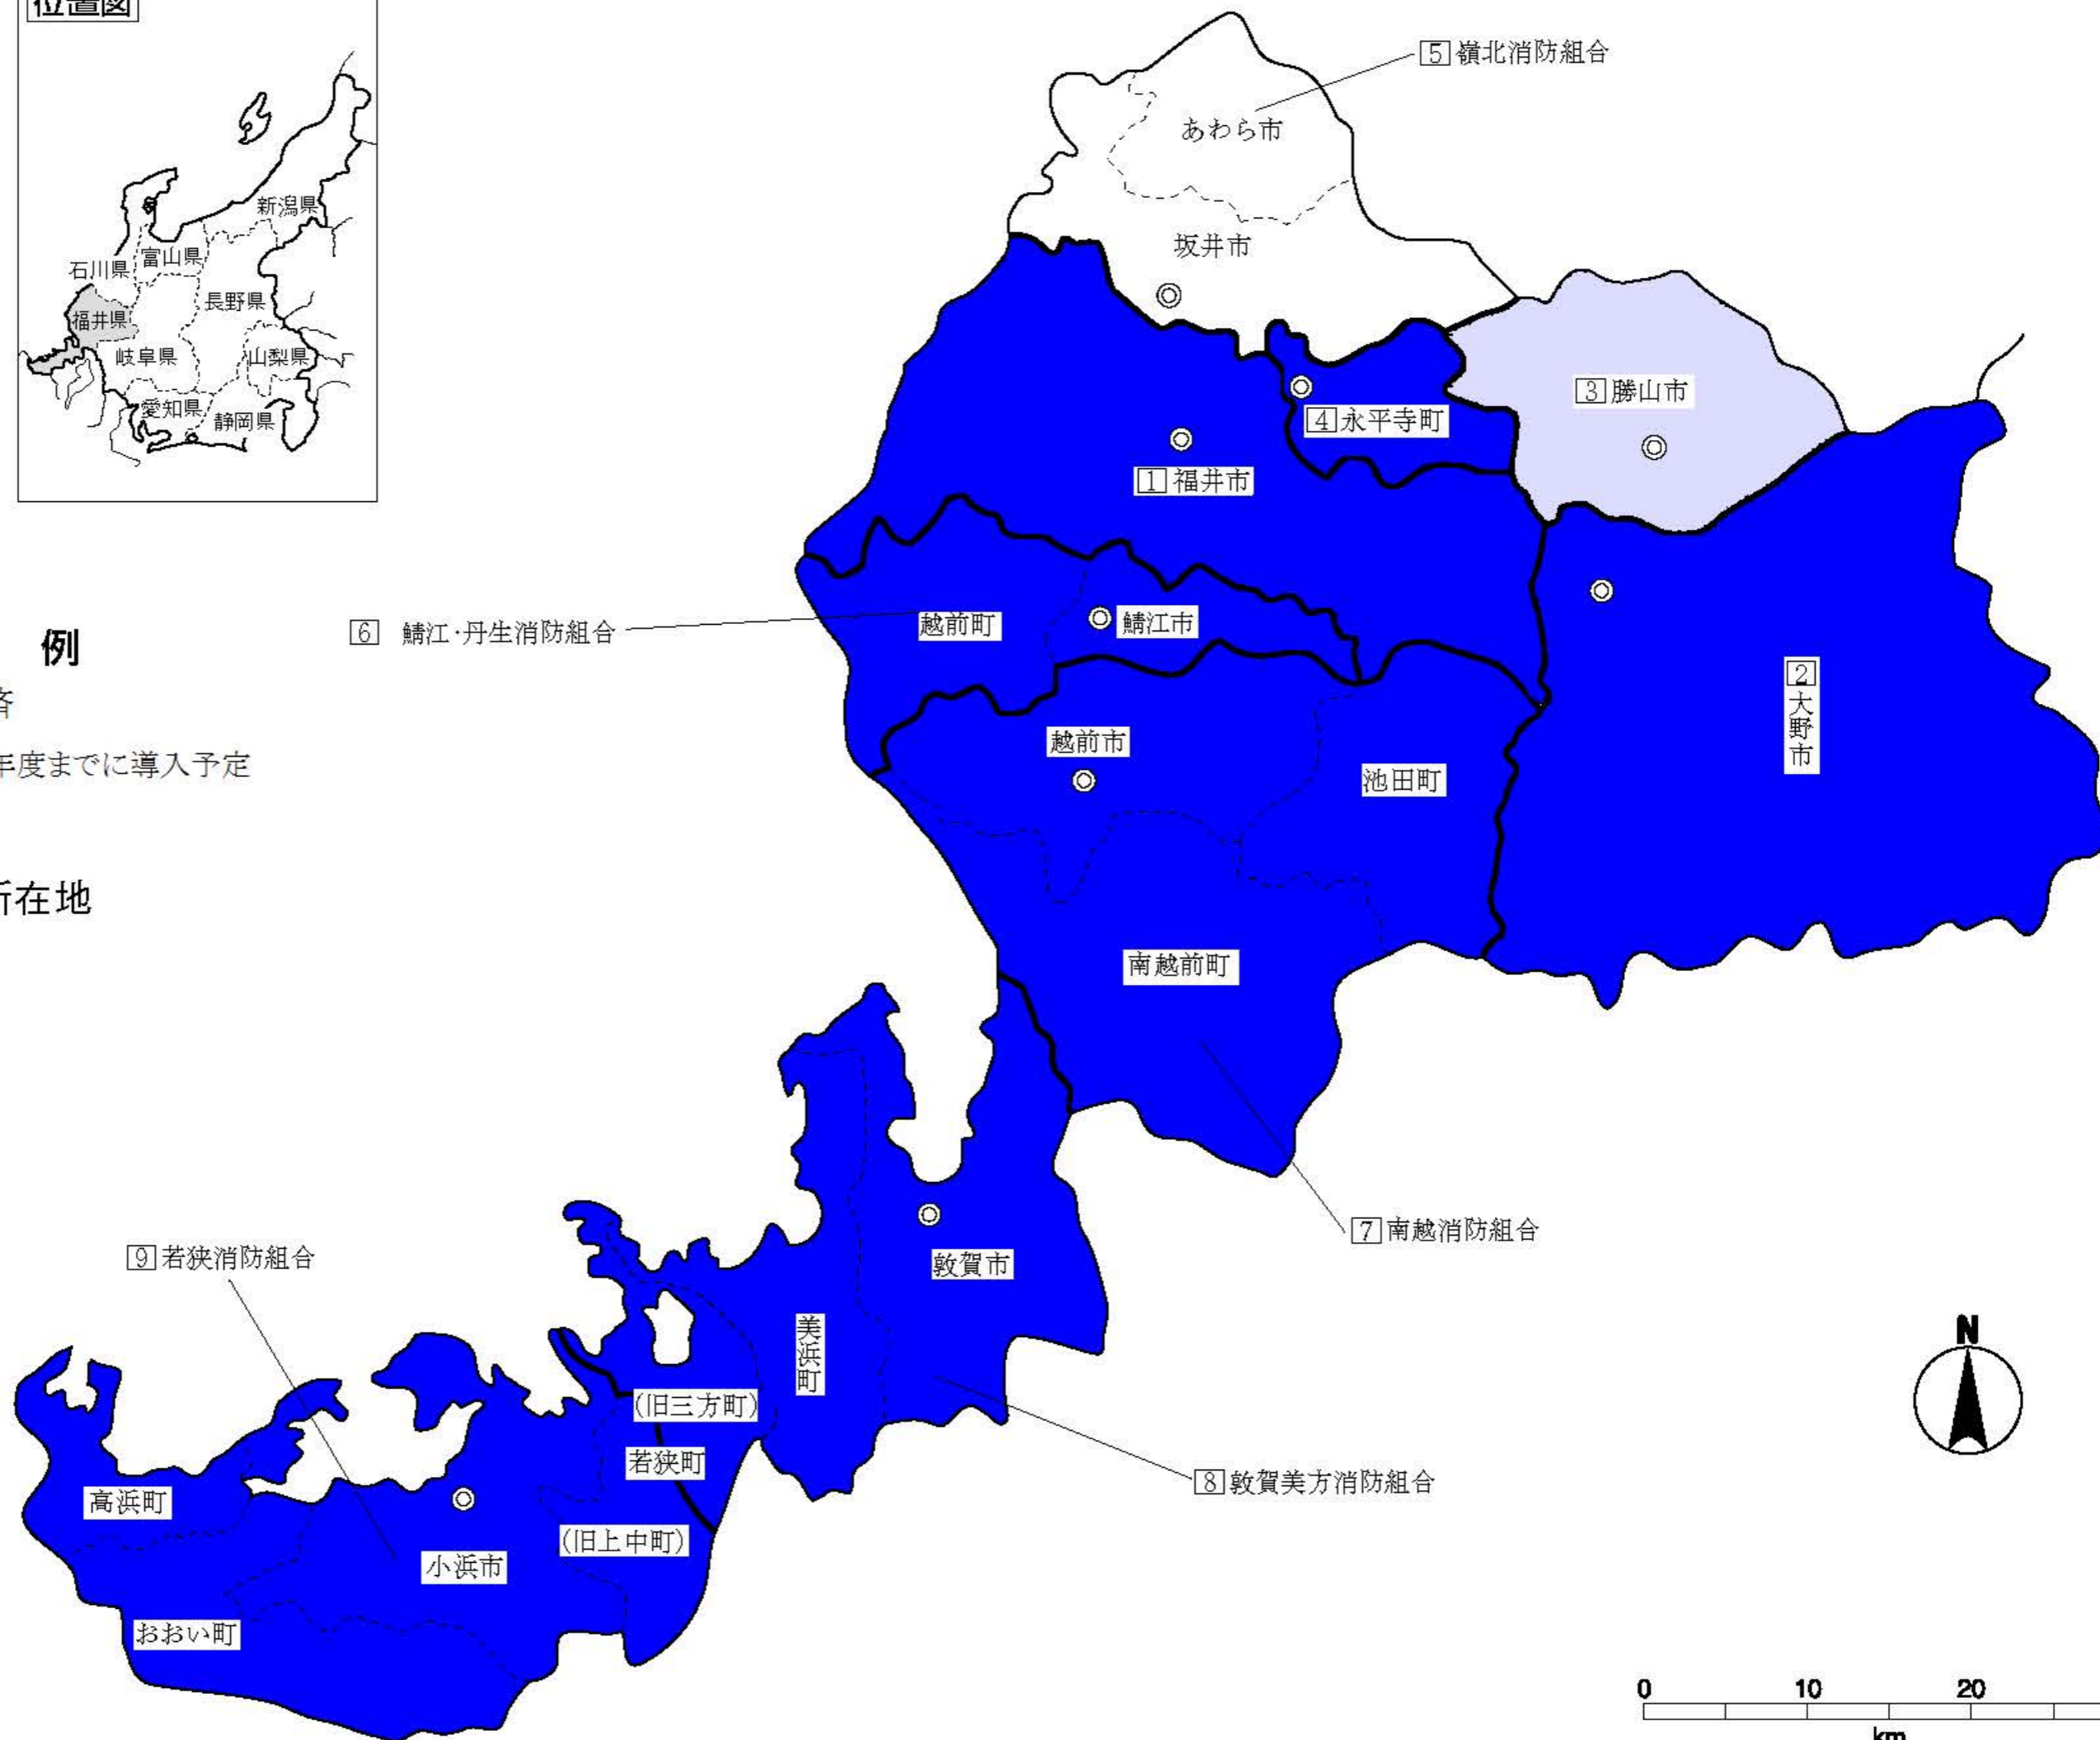 位置図
新潟県
富山県
石川県
長野県
福井県
岐阜県
山梨県
愛知県
静岡県
例
済
年度までに導入予定
所在地
5 嶺北消防組合
あわら市
坂井市
3 勝山市
4 永平寺町
1 福井市
6 鯖江・丹生消防組合
越前町
鯖江市
2
大野市
越前市
池田町
南越前町
7 南越消防組合
9 若狭消防組合
敦賀市
美浜町
(旧三方町)
若狭町
8 敦賀美方消防組合
高浜町
(旧上中町)
小浜市
おおい町
N
0 10 20
km